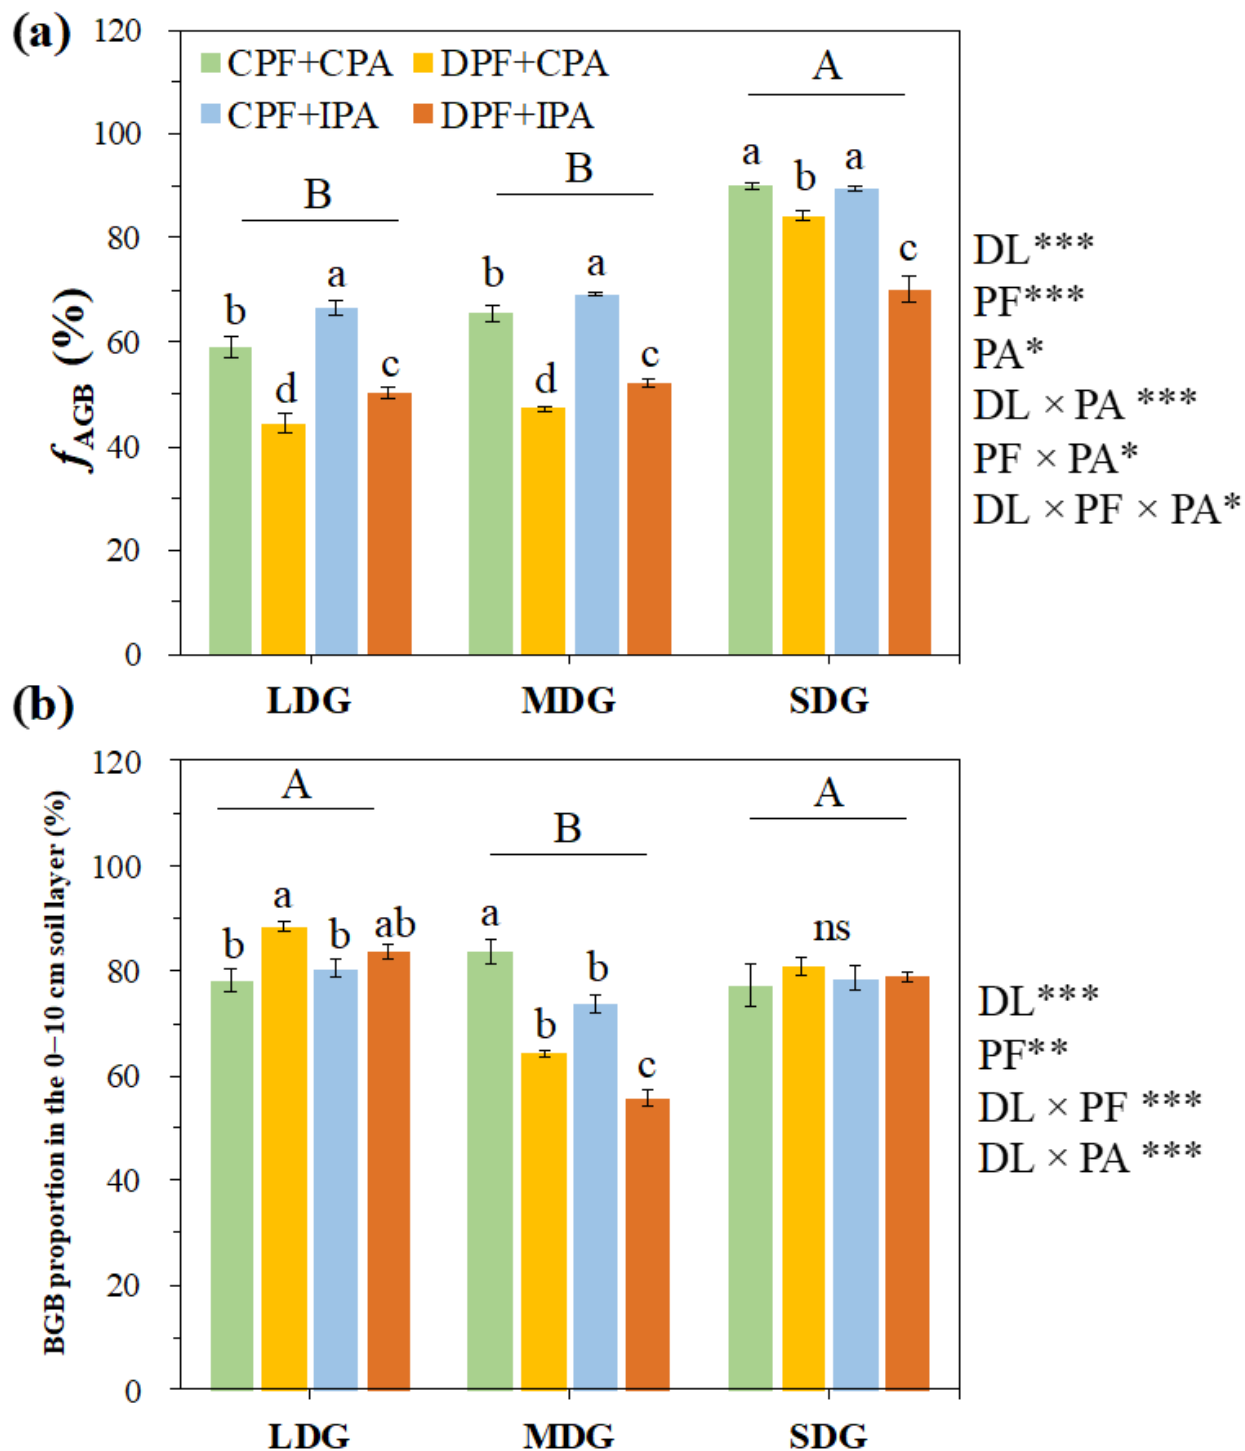 (a)
120
100
80
60
40
20
0
fAGB (%)
CPF+CPA DPF+CPA
CPF+IPA DPF+IPA
B
B
A
b
d
a
c
b
d
a
c
a
b
a
c
LDG MDG SDG
DL***
PF***
PA*
DL × PA ***
PF × PA*
DL × PF × PA*
(b)
120
100
80
60
40
20
0
BGB proportion in the 0−10 cm soil layer (%)
A
B
A
b
a
b
ab
a
b
b
c
ns
LDG MDG SDG
DL***
PF**
DL × PF ***
DL × PA ***